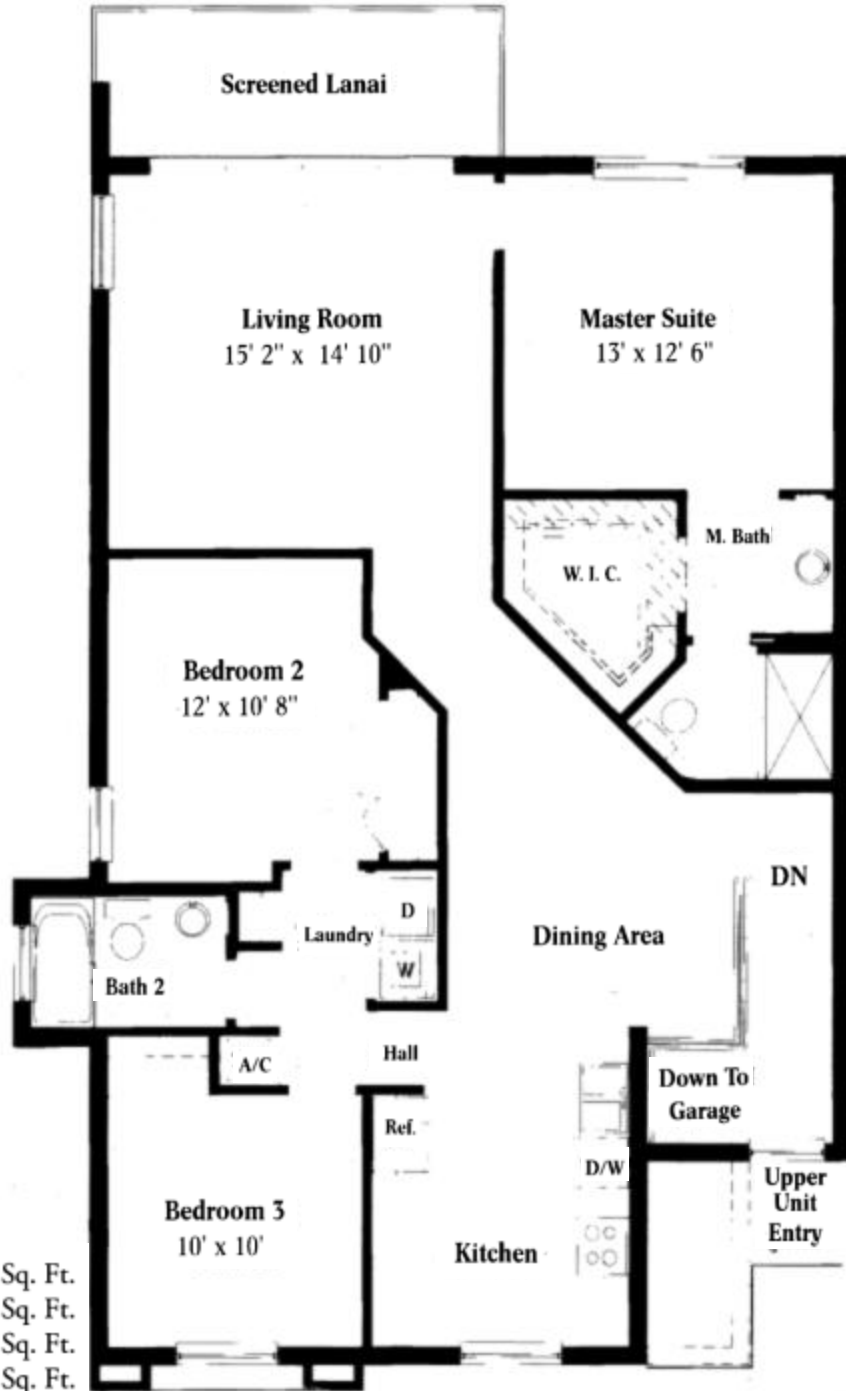 Screened Lanai
Living Room
15' 2" x 14' 10"
Master Suite
13' x 12' 6"
M. Bath
W. I. C.
Bedroom 2
12' x 10' 8"
DN
D
Laundry
Dining Area
W
Bath 2
Hall
A/C
Down To
Garage
Ref.
D/W
Upper
Unit
Entry
Bedroom 3
10' x 10'
Kitchen
Sq. Ft.
Sq. Ft.
Sq. Ft.
Sq. Ft.